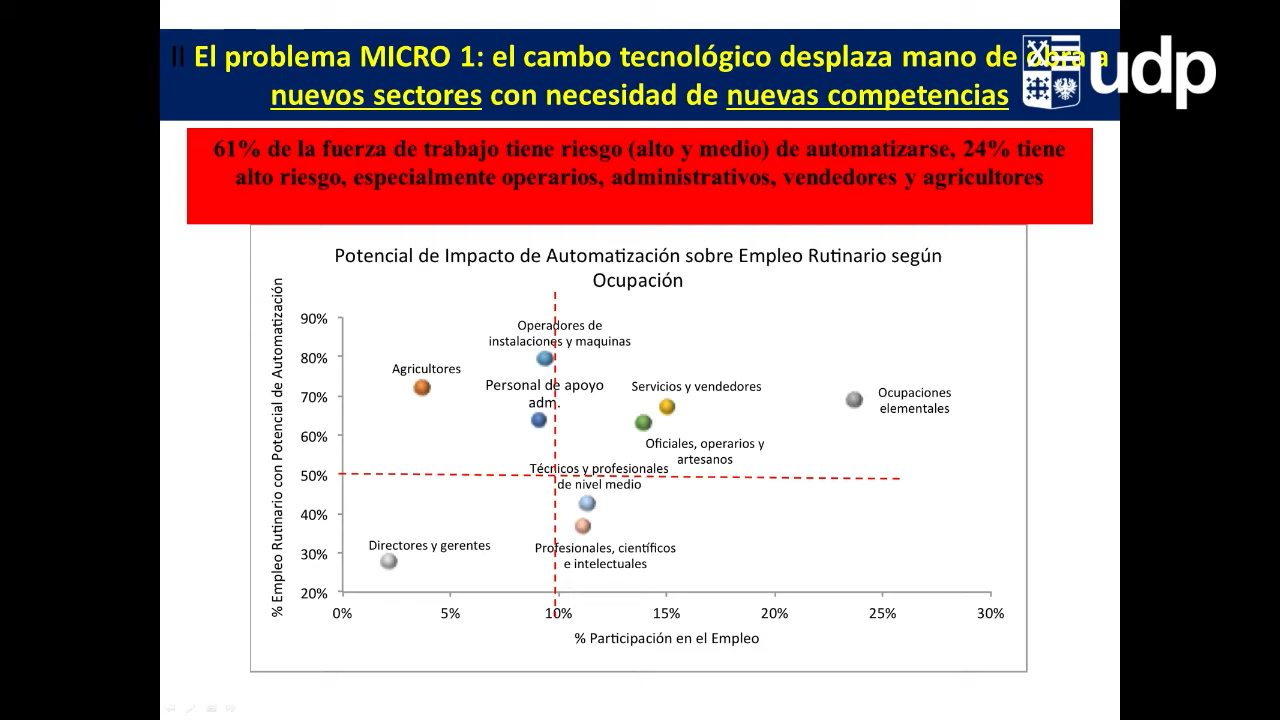 El problema MICRO 1: el cambo tecnológico desplaza mano de obra a
nuevos sectores con necesidad de nuevas competencias
udp
61% de la fuerza de trabajo tiene riesgo (alto y medio) de automatizarse, 24% tiene
alto riesgo, especialmente operarios, administrativos, vendedores y agricultores
Potencial de Impacto de Automatización sobre Empleo Rutinario según
Ocupación
% Empleo Rutinario con Potencial de Automatización
90%
80%
70%
60%
50%
40%
30%
20%
Operadores de
instalaciones y maquinas
Agricultores
Personal de apoyo
adm.
Servicios y vendedores
Ocupaciones
elementales
Oficiales, operarios y
artesanos
Técnicos y profesionales
de nivel medio
Directores y gerentes
Profesionales, científicos
e intelectuales
0%
5%
10%
15%
20%
25%
30%
% Participación en el Empleo